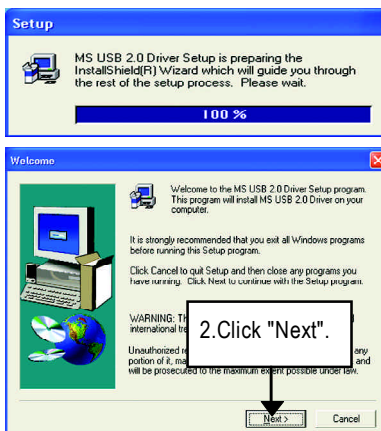 Setup
MS USB 2.0 Driver Setup is preparing the
InstallShield(R) Wizard which will guide you through
the rest of the setup process. Please wait.
100 %
Welcome
Welcome to the MS USB 2.0 Driver Setup program.
This program will install MS USB 2.0 Driver on your
computer.
It is strongly recommended that you exit all Windows programs
before running this Setup program.
Click Cancel to quit Setup and then close any programs you
have running. Click Next to continue with the Setup program.
WARNING:
international
2.Click "Next".
Unauthorized any
portion of it, and
will be prosecuted to the maximum extent possible under law.
Next >
Cancel